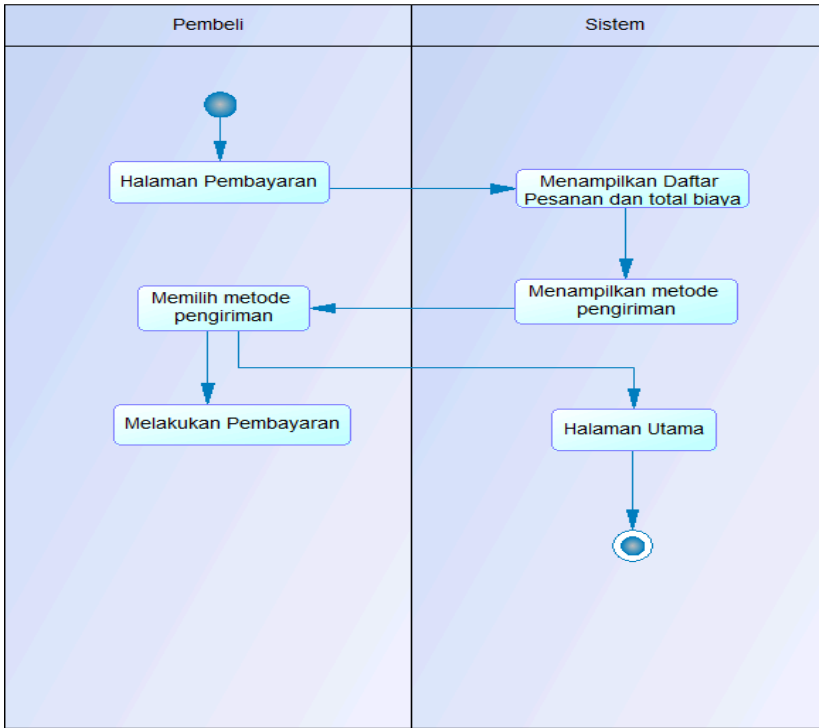 Pembeli
Sistem
Halaman Pembayaran
Menampilkan Daftar
Pesanan dan total biaya
Memilih metode
pengiriman
Menampilkan metode
pengiriman
Melakukan Pembayaran
Halaman Utama